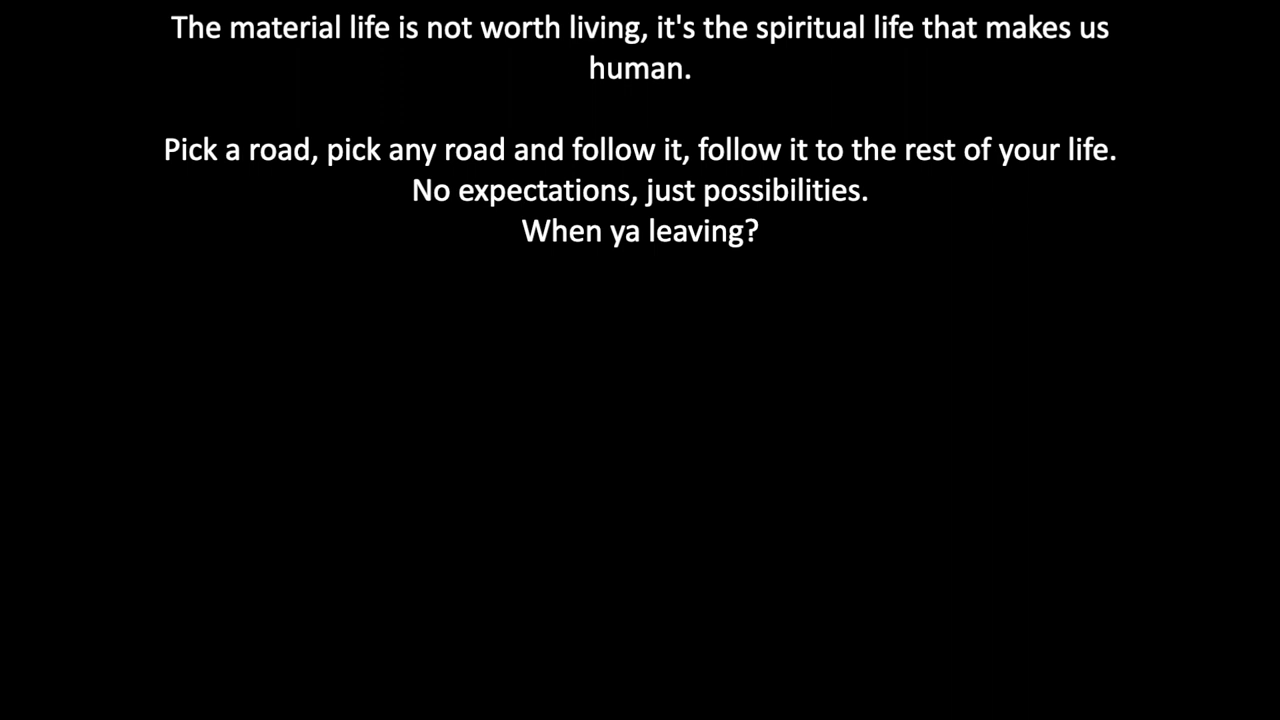 The material life is not worth living, it's the spiritual life that makes us
human.
Pick a road, pick any road and follow it, follow it to the rest of your life.
No expectations, just possibilities.
When ya leaving?